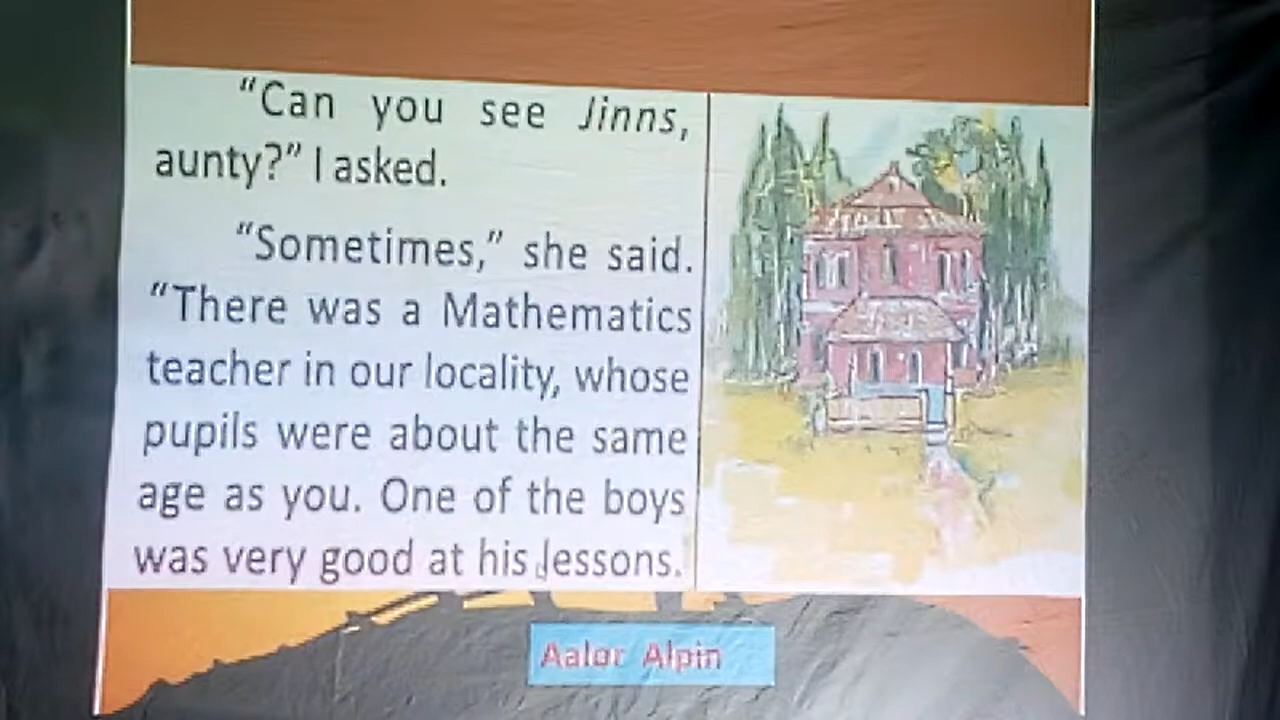 “Can you see Jinns,
aunty?” I asked.
“Sometimes,” she said.
“There was a Mathematics
teacher in our locality, whose
pupils were about the same
age as you. One of the boys
was very good at his lessons.
Aalor Alpin